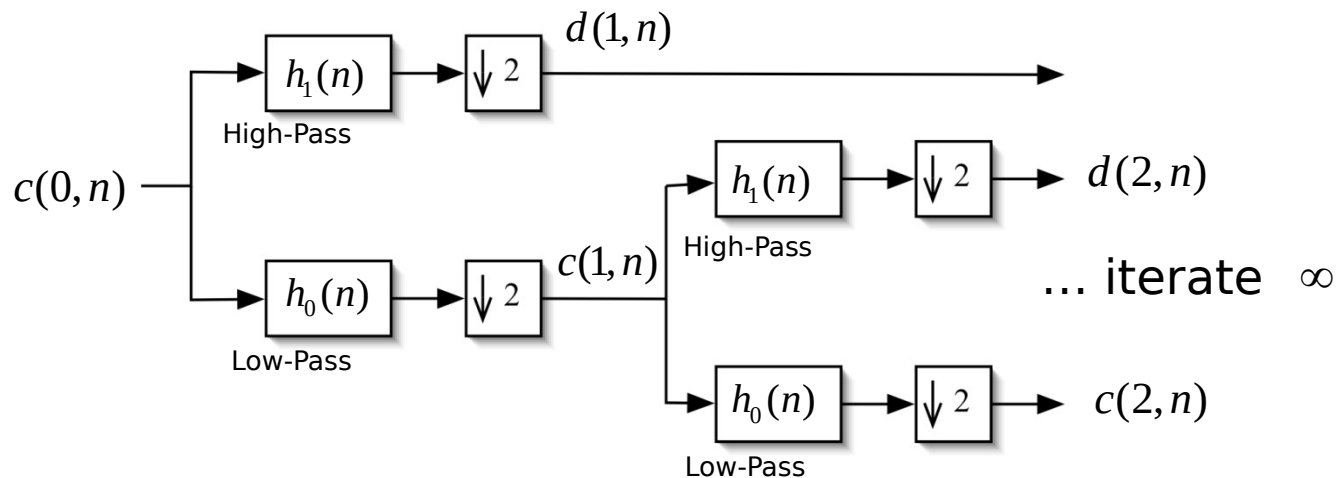 d(1,n)
h₁(n)
↓ 2
High-Pass
c(0,n)
h₁(n)
↓ 2
d(2,n)
High-Pass
c(1,n)
h₀(n)
↓ 2
... iterate ∞
Low-Pass
h₀(n)
↓ 2
c(2,n)
Low-Pass